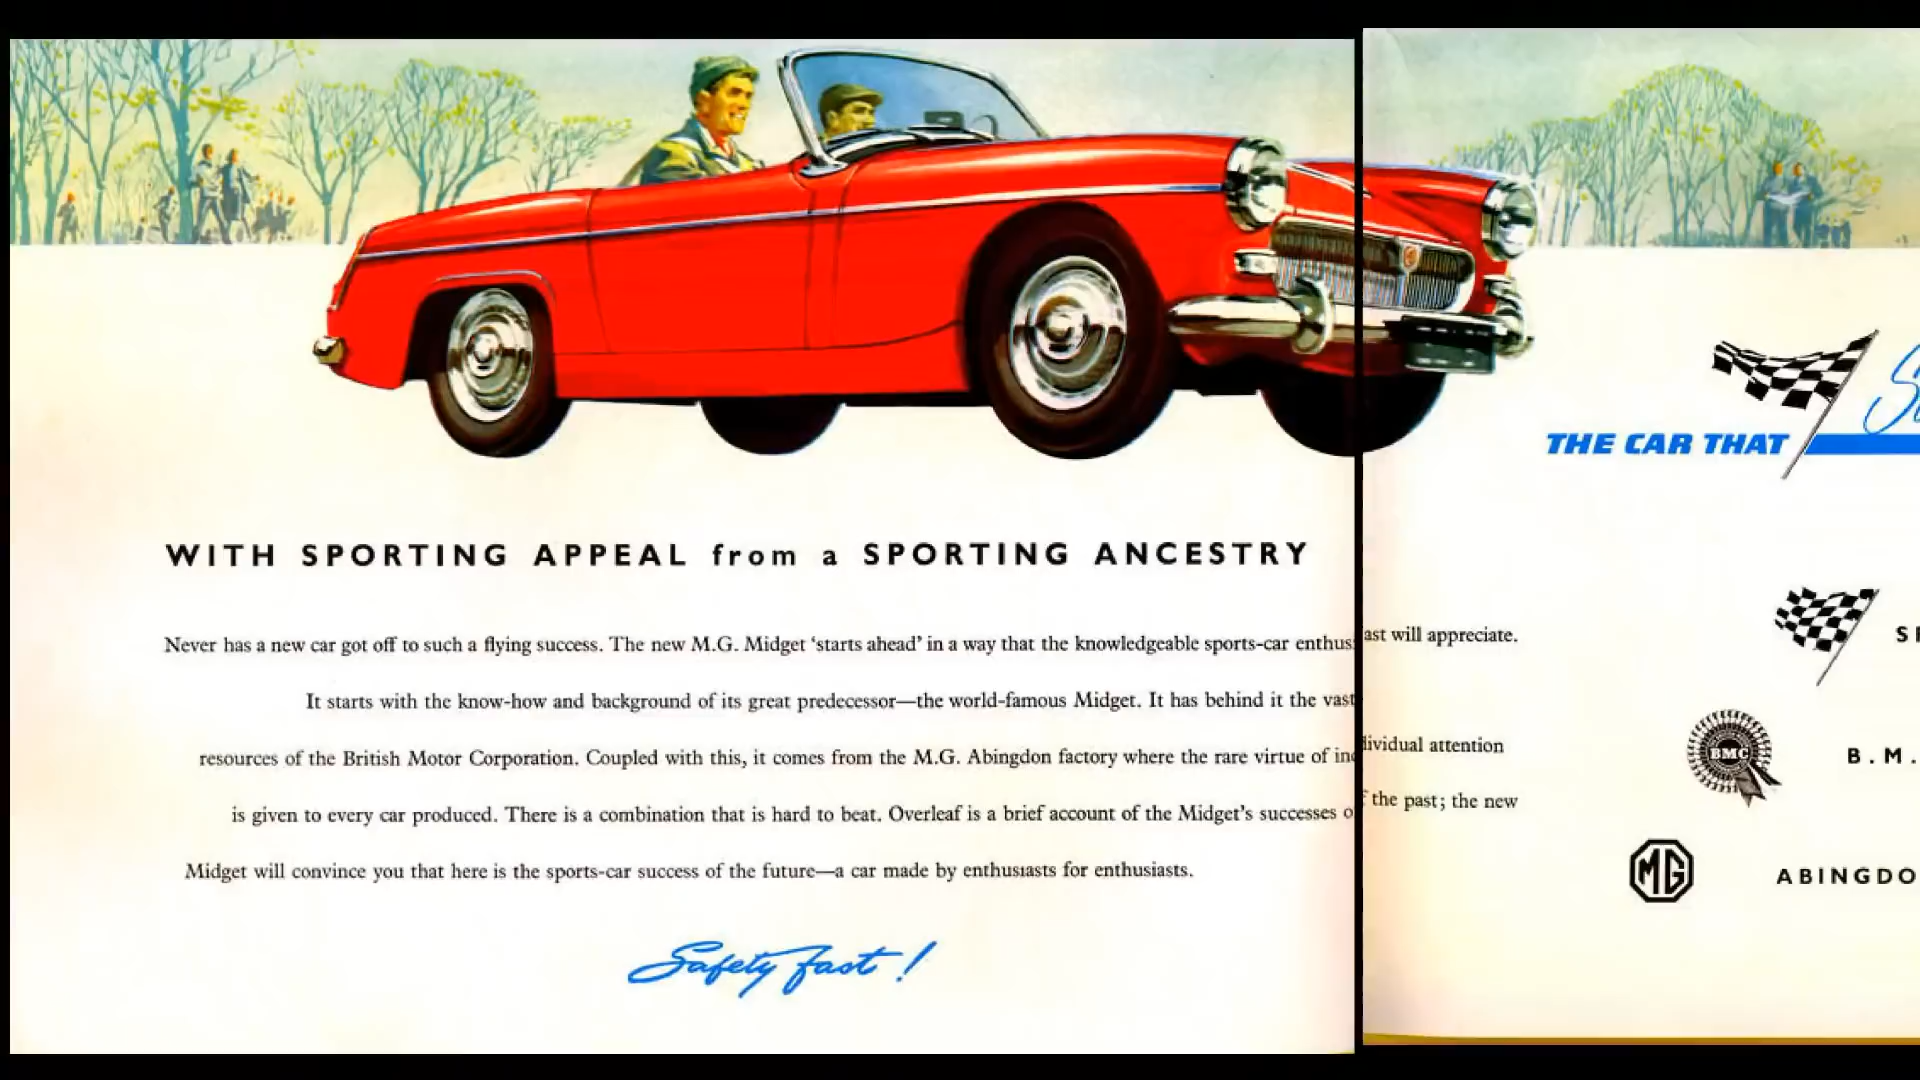 WITH SPORTING APPEAL from a SPORTING ANCESTRY
Never has a new car got off to such a flying success. The new M.G. Midget ‘starts ahead’ in a way that the knowledgeable sports-car enthus ast will appreciate.
It starts with the know-how and background of its great predecessor—the world-famous Midget. It has behind it the vast
resources of the British Motor Corporation. Coupled with this, it comes from the M.G. Abingdon factory where the rare virtue of individual attention
is given to every car produced. There is a combination that is hard to beat. Overleaf is a brief account of the Midget’s successes of the past; the new
Midget will convince you that here is the sports-car success of the future—a car made by enthusiasts for enthusiasts.
Safety fast!
THE CAR THAT
BMC
B.M.
MG
ABINGDO